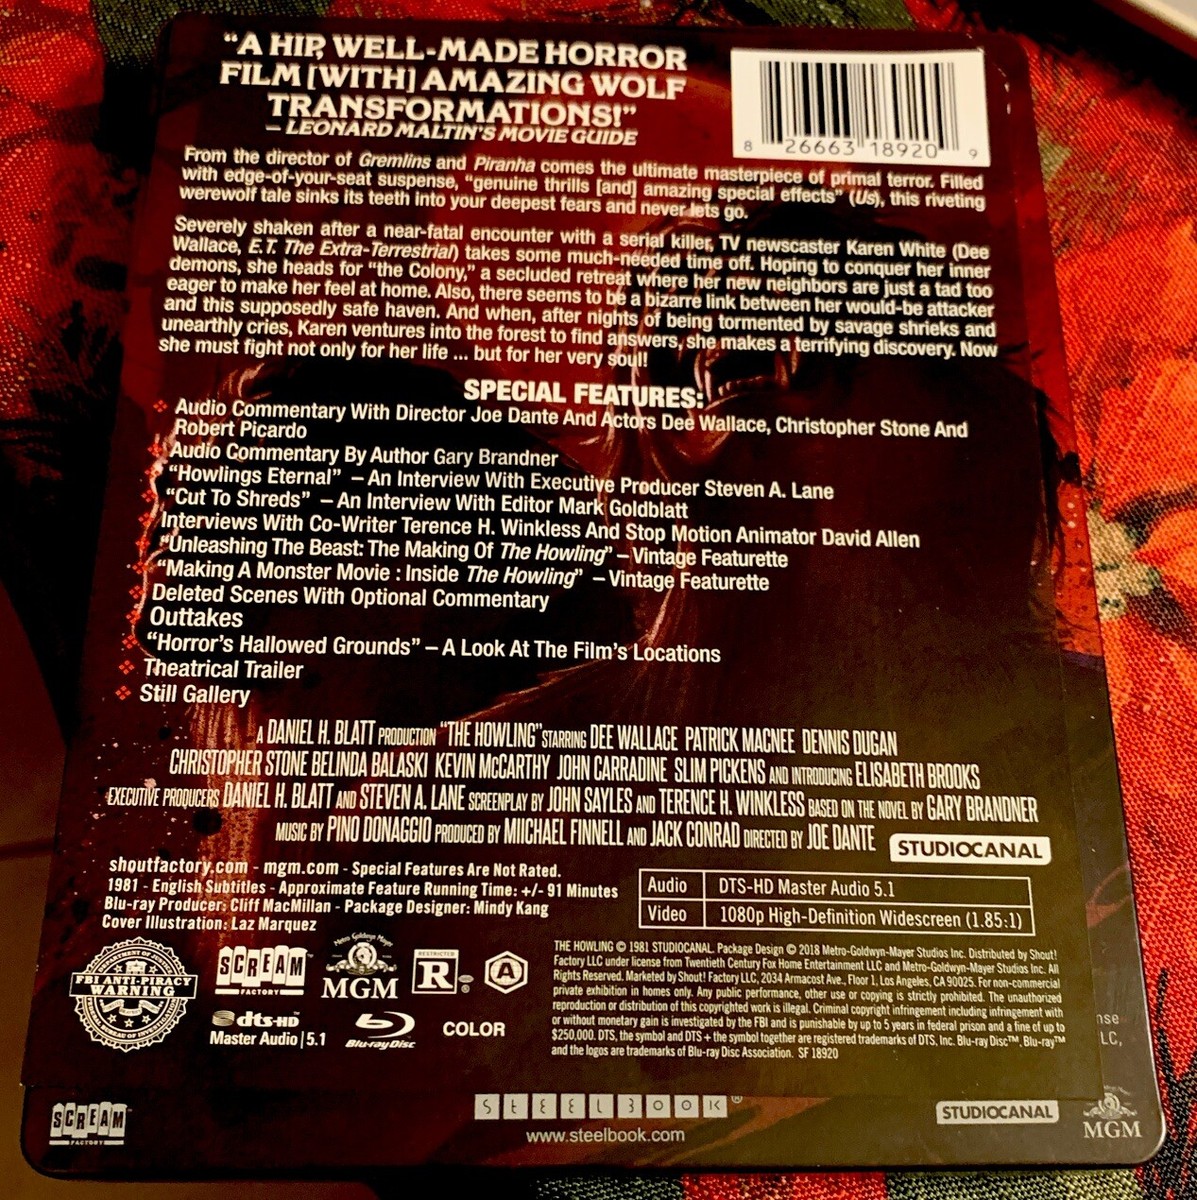 “A HIP, WELL-MADE HORROR
FILM [WITH] AMAZING WOLF
TRANSFORMATIONS!”
– LEONARD MALTIN'S MOVIE GUIDE
8 26663 18920 9
From the director of Gremlins and Piranha comes the ultimate masterpiece of primal terror. Filled
with edge-of-your-seat suspense, “genuine thrills [and] amazing special effects” (Us), this riveting
werewolf tale sinks its teeth into your deepest fears and never lets go.
Severely shaken after a near-fatal encounter with a serial killer, TV newscaster Karen White (Dee
Wallace, E.T. The Extra-Terrestrial) takes some much-needed time off. Hoping to conquer her inner
demons, she heads for “the Colony,” a secluded retreat where her new neighbors are just a tad too
eager to make her feel at home. Also, there seems to be a bizarre link between her would-be attacker
and this supposedly safe haven. And when, after nights of being tormented by savage shrieks and
unearthly cries, Karen ventures into the forest to find answers, she makes a terrifying discovery. Now
she must fight not only for her life ... but for her very soul!
SPECIAL FEATURES:
Audio Commentary With Director Joe Dante And Actors Dee Wallace, Christopher Stone And
Robert Picardo
Audio Commentary By Author Gary Brandner
“Howlings Eternal” – An Interview With Executive Producer Steven A. Lane
“Cut To Shreds” – An Interview With Editor Mark Goldblatt
Interviews With Co-Writer Terence H. Winkless And Stop Motion Animator David Allen
“Unleashing The Beast: The Making Of The Howling” – Vintage Featurette
“Making A Monster Movie : Inside The Howling” – Vintage Featurette
Deleted Scenes With Optional Commentary
Outtakes
“Horror's Hallowed Grounds” – A Look At The Film's Locations
Theatrical Trailer
Still Gallery
A DANIEL H. BLATT PRODUCTION “THE HOWLING” STARRING DEE WALLACE PATRICK MACNEE DENNIS DUGAN
CHRISTOPHER STONE BELINDA BALASKI KEVIN McCARTHY JOHN CARRADINE SLIM PICKENS AND INTRODUCING ELISABETH BROOKS
EXECUTIVE PRODUCERS DANIEL H. BLATT AND STEVEN A. LANE SCREENPLAY BY JOHN SAYLES AND TERENCE H. WINKLESS BASED ON THE NOVEL BY GARY BRANDNER
MUSIC BY PINO DONAGGIO PRODUCED BY MIICHAEL FINNELL AND JACK CONRAD DIRECTED BY JOE DANTE
STUDIOCANAL
shoutfactory.com - mgm.com - Special Features Are Not Rated.
1981 - English Subtitles - Approximate Feature Running Time: +/- 91 Minutes
Blu-ray Producer: Cliff MacMillan - Package Designer: Mindy Kang
Cover Illustration: Laz Marquez
Audio DTS-HD Master Audio 5.1
Video 1080p High-Definition Widescreen (1.85:1)
DEPARTMENT OF JUSTICE
FBI ANTI-PIRACY
WARNING
FEDERAL BUREAU OF INVESTIGATION
SCREAM
FACTORY
Metro Goldwyn Mayer
MGM
RESTRICTED
R
A
dts-HD
Master Audio | 5.1
Blu-ray Disc
COLOR
THE HOWLING © 1981 STUDIOCANAL. Package Design © 2018 Metro-Goldwyn-Mayer Studios Inc. Distributed by Shout!
Factory LLC under license from Twentieth Century Fox Home Entertainment LLC and Metro-Goldwyn-Mayer Studios Inc. All
Rights Reserved. Marketed by Shout! Factory LLC, 2034 Armacost Ave., Floor 1, Los Angeles, CA 90025. For non-commercial
private exhibition in homes only. Any public performance, other use or copying is strictly prohibited. The unauthorized
reproduction or distribution of this copyrighted work is illegal. Criminal copyright infringement including infringement with
or without monetary gain is investigated by the FBI and is punishable by up to 5 years in federal prison and a fine of up to
$250,000. DTS, the symbol and DTS + the symbol together are registered trademarks of DTS, Inc. Blu-ray Disc™, Blu-ray™
and the logos are trademarks of Blu-ray Disc Association. SF 18920
nse
LC,
SCREAM
FACTORY
STEELBOOK®
www.steelbook.com
STUDIOCANAL
MGM